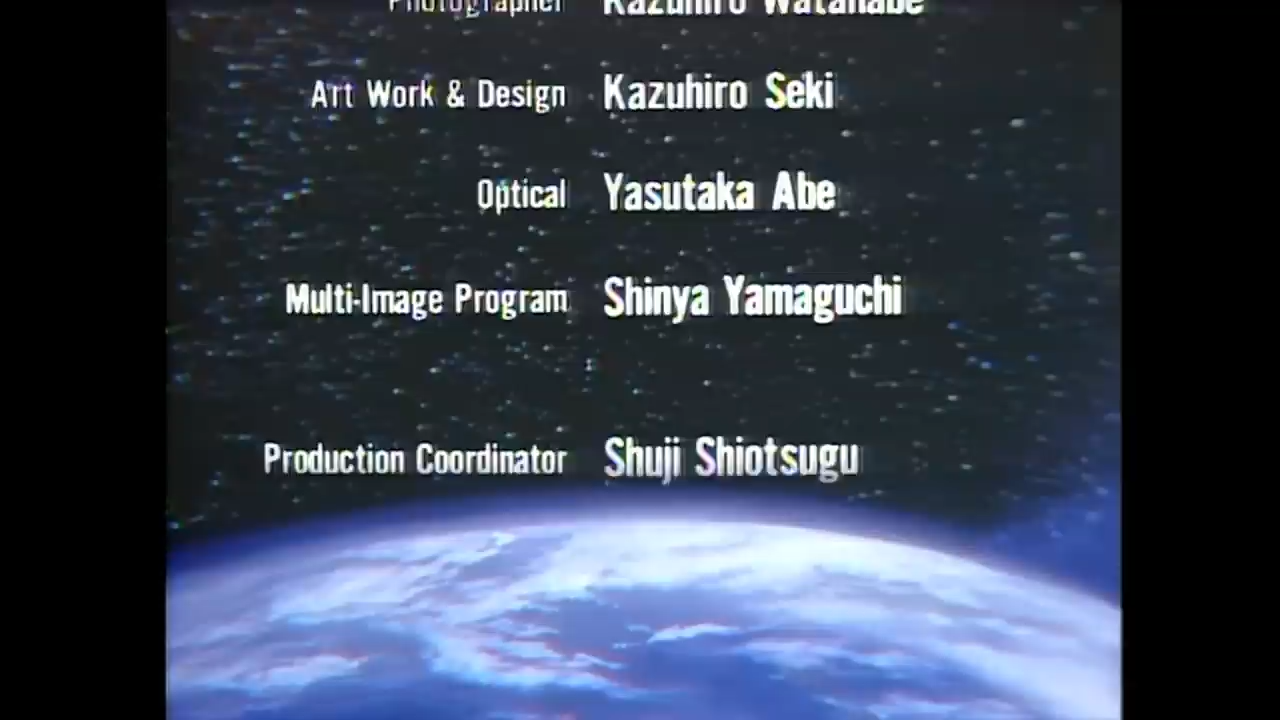 Photographer Kazuhiro Watanabe
Art Work & Design Kazuhiro Seki
Optical Yasutaka Abe
Multi-Image Program Shinya Yamaguchi
Production Coordinator Shuji Shiotsugu